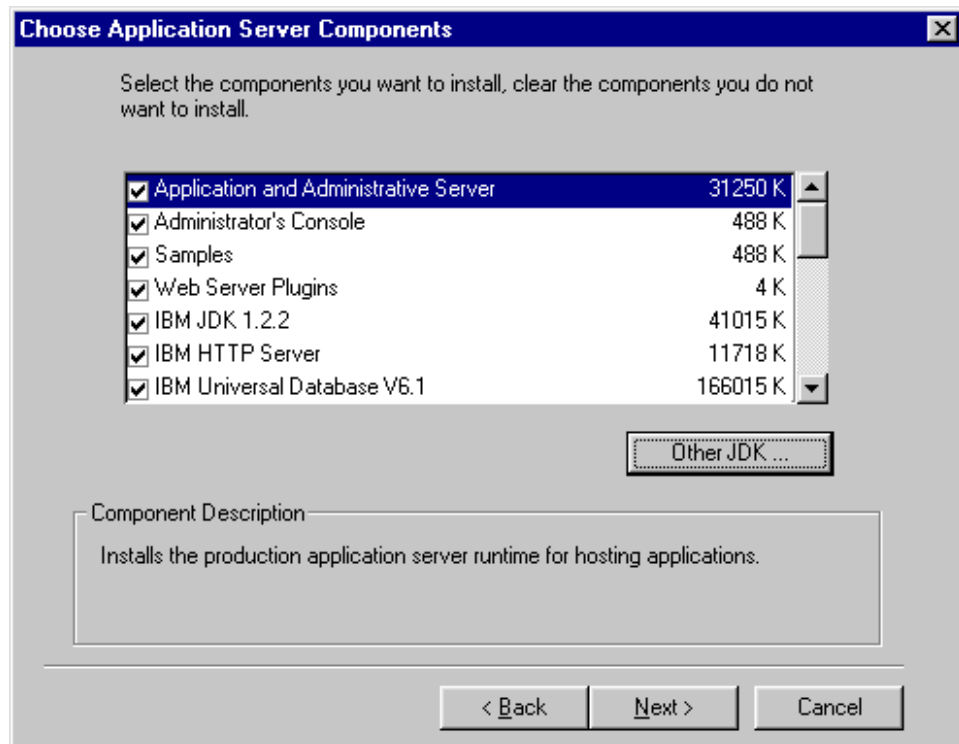 Choose Application Server Components
Select the components you want to install, clear the components you do not
want to install.
Application and Administrative Server 31250 K
Administrator's Console 488 K
Samples 488 K
Web Server Plugins 4 K
IBM JDK 1.2.2 41015 K
IBM HTTP Server 11718 K
IBM Universal Database V6.1 166015 K
Other JDK ...
Component Description
Installs the production application server runtime for hosting applications.
< Back Next > Cancel